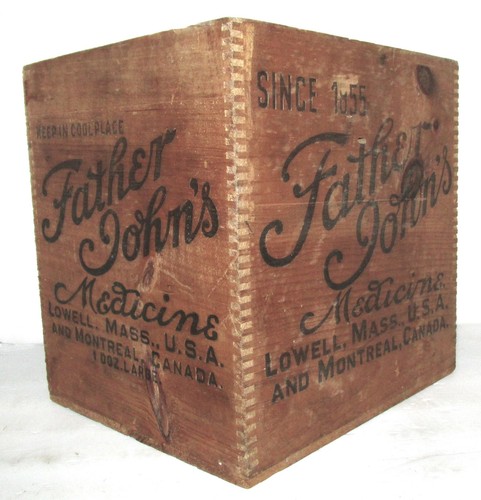 KEEP IN COOL PLACE
Father
John's
Medicine
LOWELL, MASS., U.S.A.
AND MONTREAL, CANADA.
1 DOZ. LARGE
SINCE 1855
Father
John's
Medicine
LOWELL, MASS., U.S.A.
AND MONTREAL, CANADA.